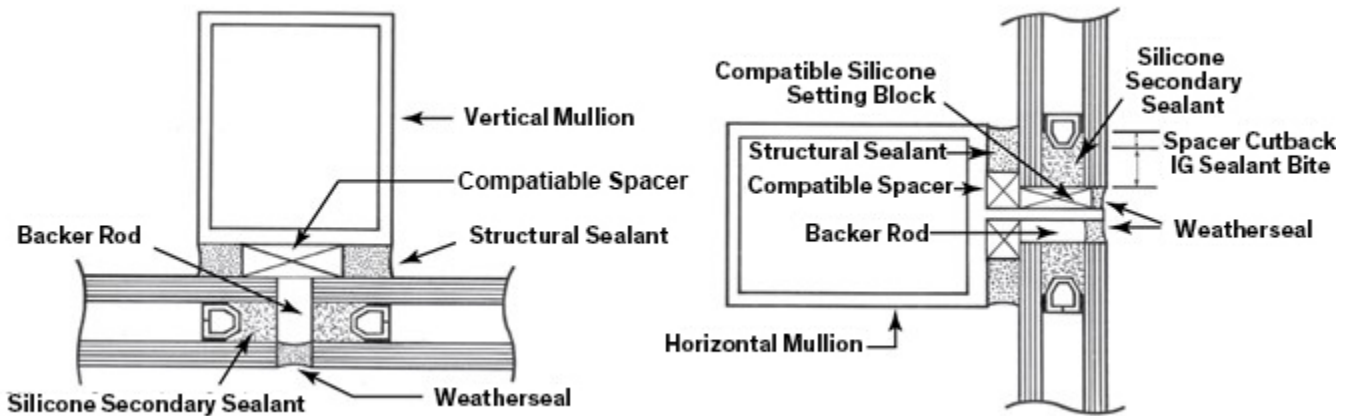 Vertical Mullion
Compatiable Spacer
Backer Rod
Structural Sealant
Silicone Secondary Sealant
Weatherseal
Compatible Silicone
Setting Block
Silicone
Secondary
Sealant
Structural Sealant
Spacer Cutback
IG Sealant Bite
Compatible Spacer
Backer Rod
Weatherseal
Horizontal Mullion